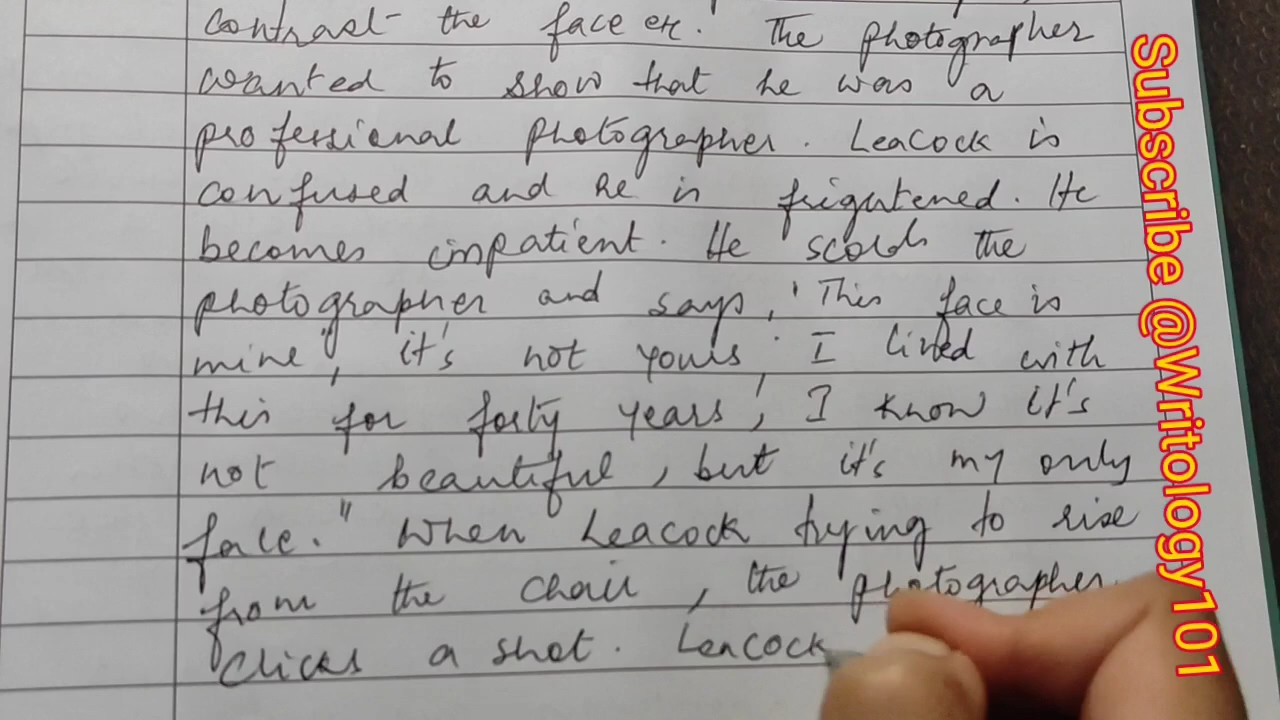 contrast the face etc.' The photographer
wanted to show that he was a
professional photographer. Leacock is
confused and he is frightened. He
becomes impatient. He scolds the
photographer and says, 'This face is
mine", it's not yours. I lived with
this for forty years', I know it's
not beautiful, but it's my only
face." When Leacock trying to rise
from the chair, the photographer
clicks a shot. Leacock
Subscribe @Writology101